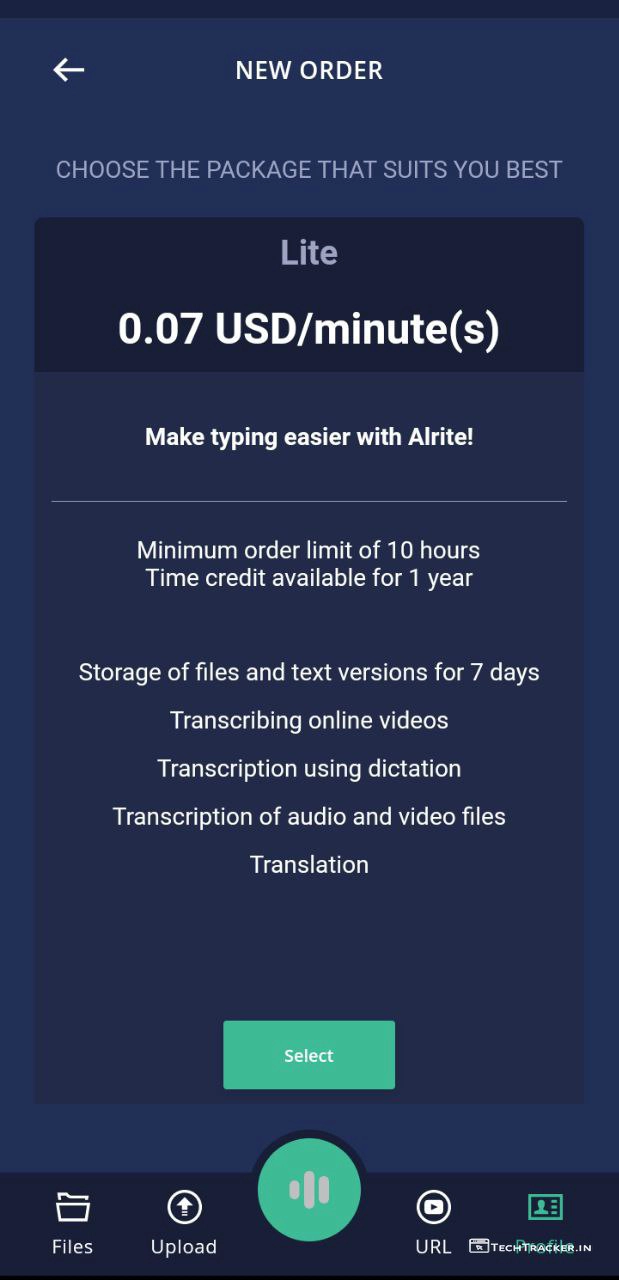 NEW ORDER
CHOOSE THE PACKAGE THAT SUITS YOU BEST
Lite
0.07 USD/minute(s)
Make typing easier with Alrite!
Minimum order limit of 10 hours
Time credit available for 1 year
Storage of files and text versions for 7 days
Transcribing online videos
Transcription using dictation
Transcription of audio and video files
Translation
Select
Files
Upload
URL
Profile
TECHTRACKER.IN